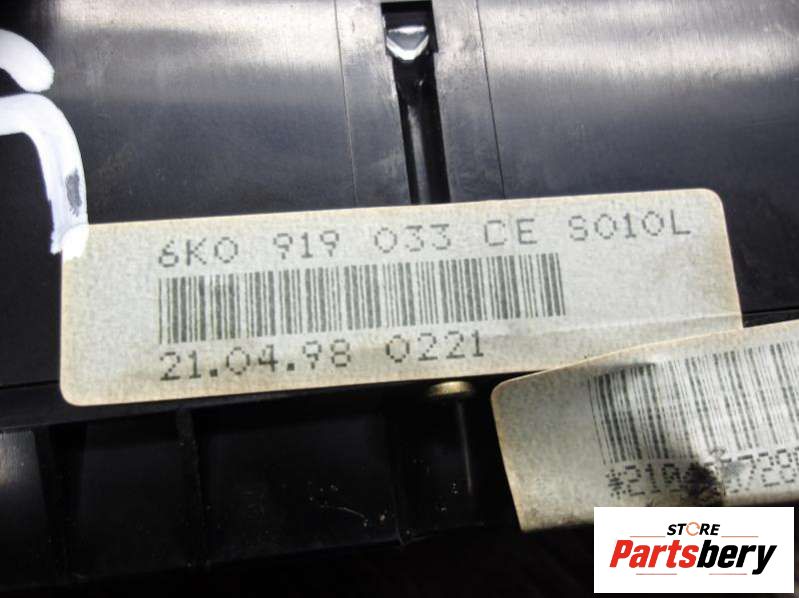 6K0 919 033 CE S010L
21.04.98 0221
STORE
Partsbery